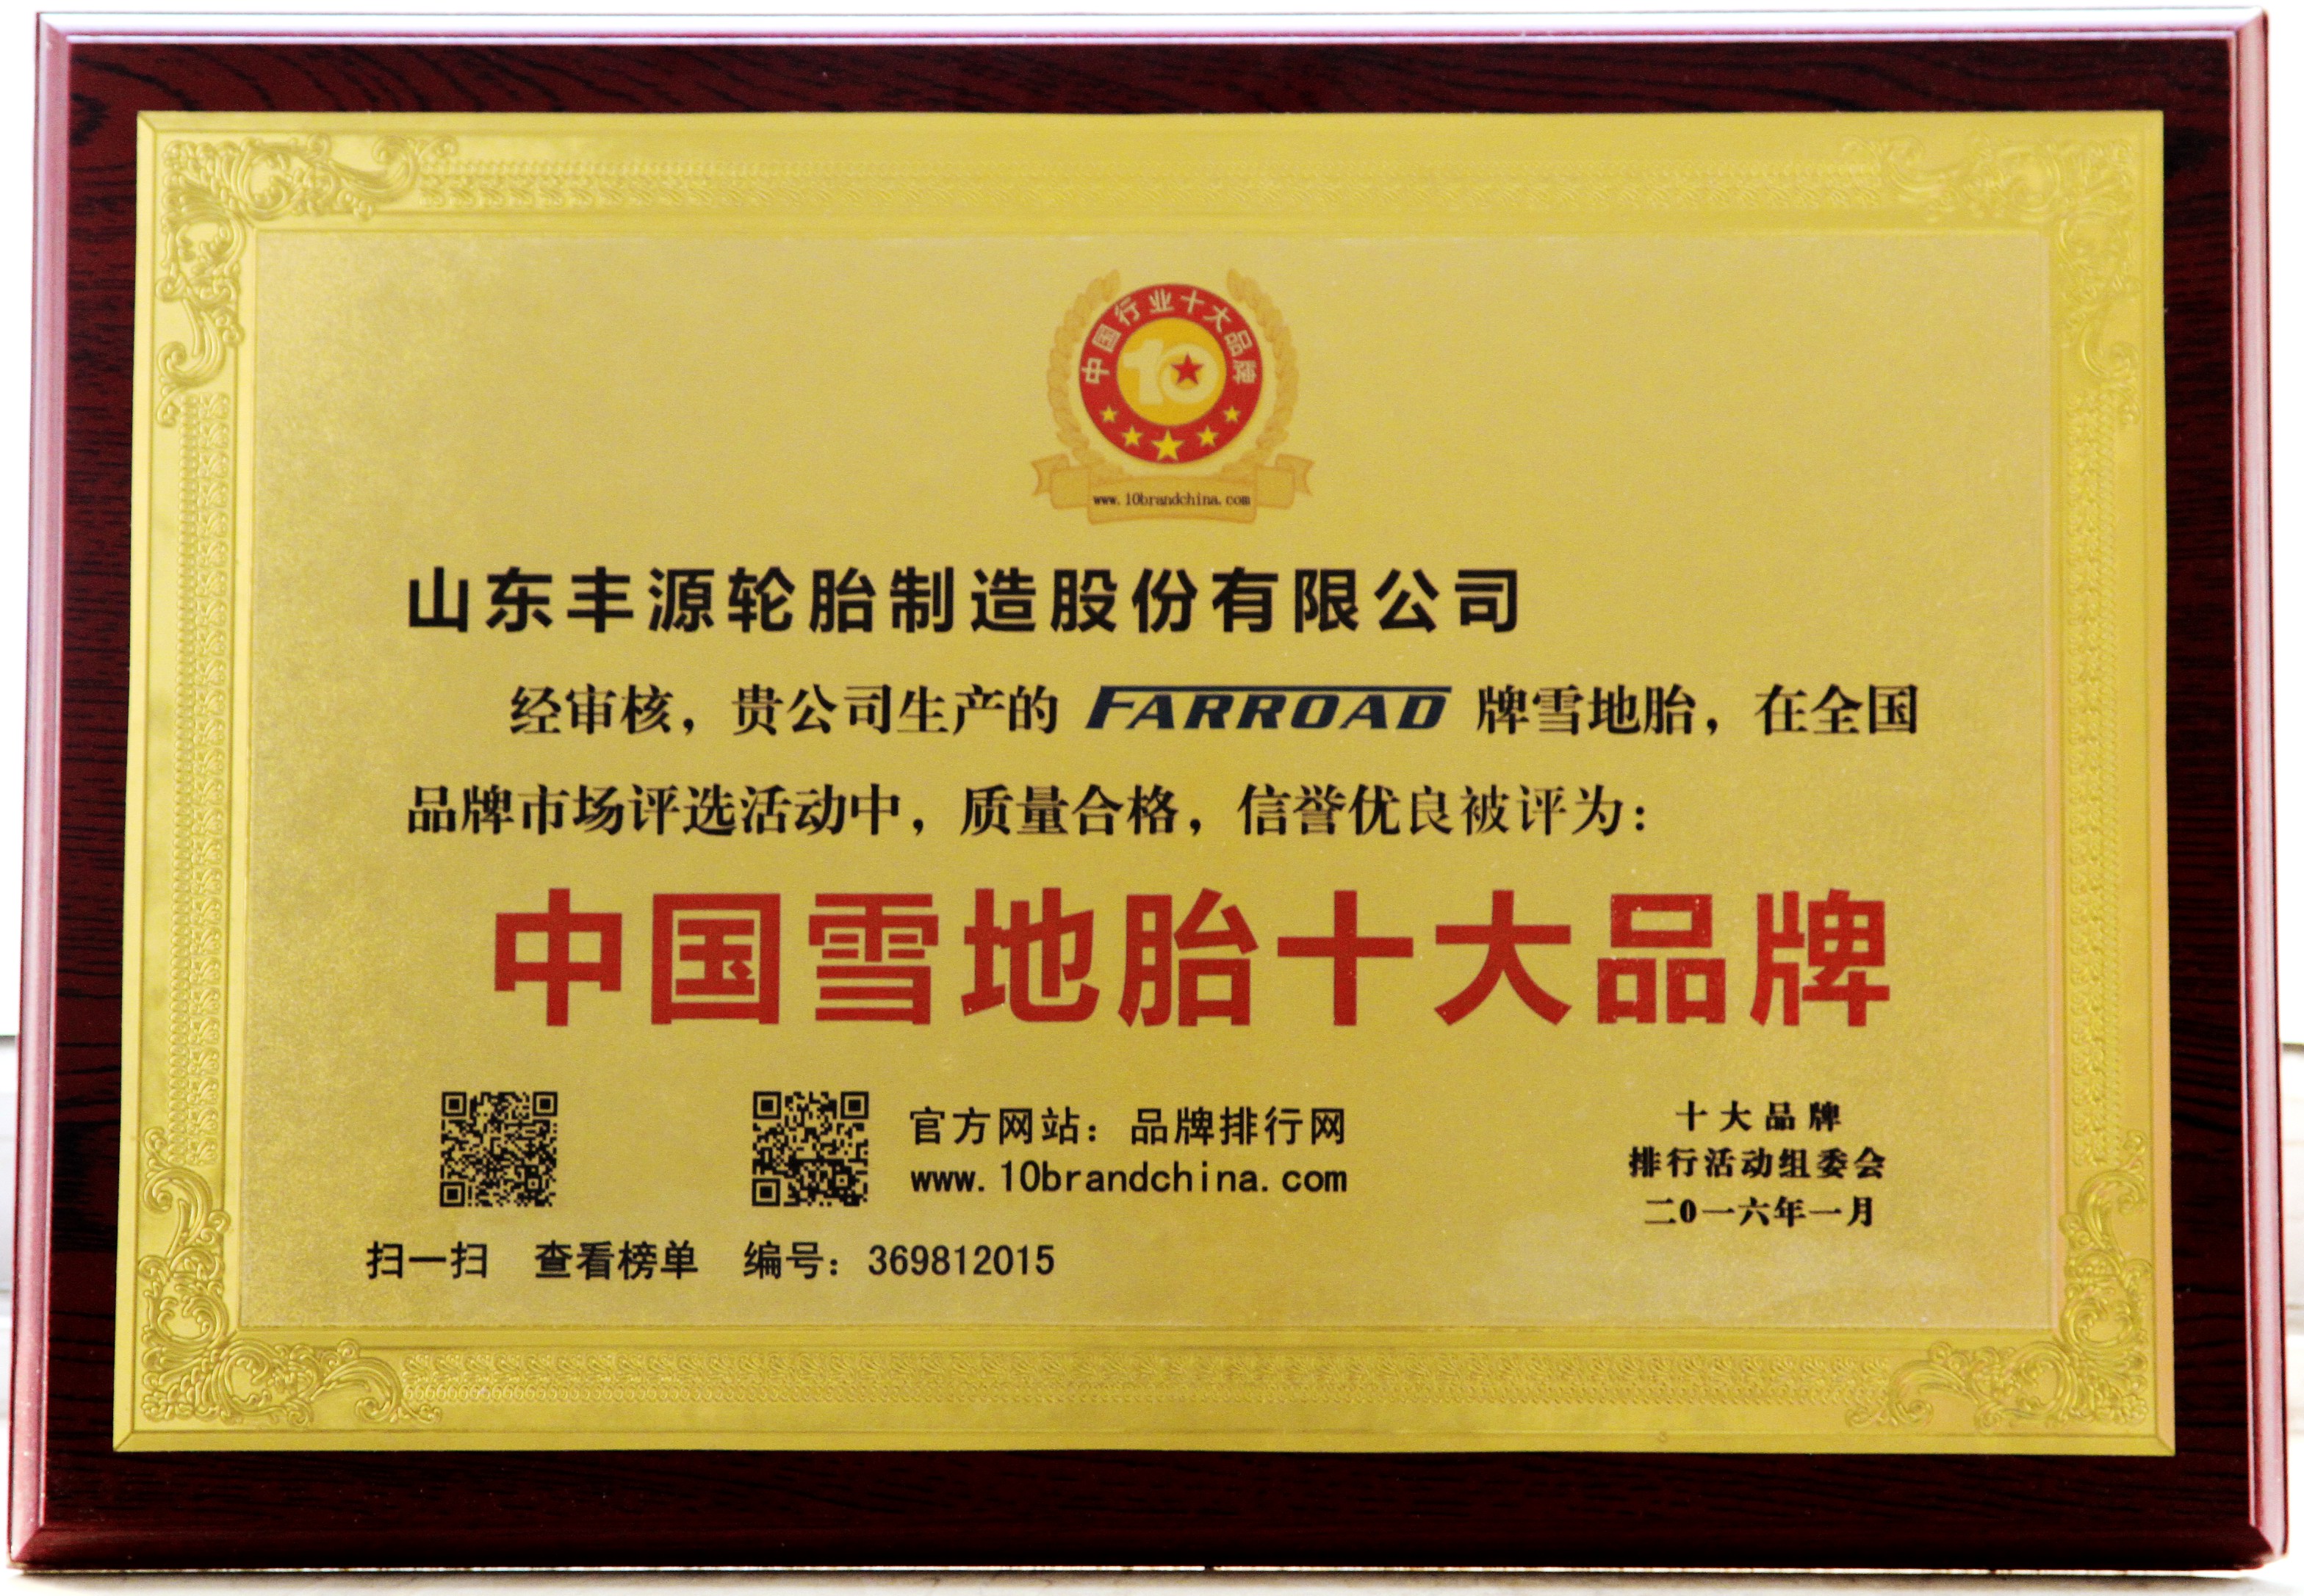 中国行业十大品牌
10
www.10brandchina.com
山东丰源轮胎制造股份有限公司
经审核，贵公司生产的 FARROAD 牌雪地胎，在全国
品牌市场评选活动中，质量合格，信誉优良被评为：
中国雪地胎十大品牌
官方网站：品牌排行网
www.10brandchina.com
扫一扫 查看榜单 编号：369812015
十大品牌
排行活动组委会
二0一六年一月